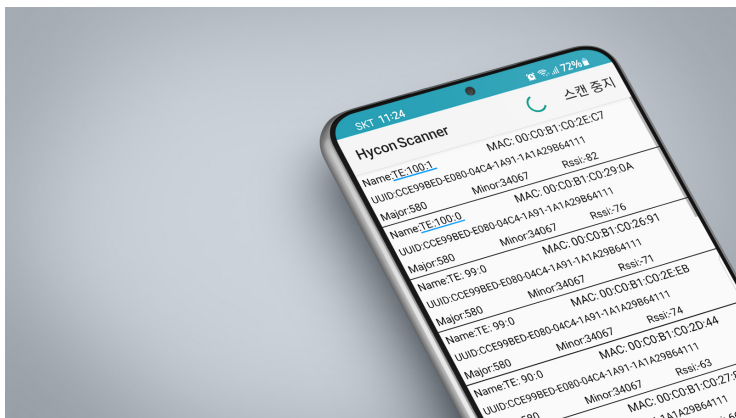 SKT 11:24 72%
Hycon Scanner 스캔 중지
Name:TE:100:1 MAC: 00:C0:B1:C0:2E:C7
UUID:CCE99BED-E080-04C4-1A91-1A1A29B64111
Major:580 Minor:34067 Rssi:-82
Name:TE:100:0 MAC: 00:C0:B1:C0:29:0A
UUID:CCE99BED-E080-04C4-1A91-1A1A29B64111
Major:580 Minor:34067 Rssi:-76
Name:TE: 99:0 MAC: 00:C0:B1:C0:26:91
UUID:CCE99BED-E080-04C4-1A91-1A1A29B64111
Major:580 Minor:34067 Rssi:-71
Name:TE: 99:0 MAC: 00:C0:B1:C0:2E:EB
UUID:CCE99BED-E080-04C4-1A91-1A1A29B64111
Major:580 Minor:34067 Rssi:-74
Name:TE: 90:0 MAC: 00:C0:B1:C0:2D:44
UUID:CCE99BED-E080-04C4-1A91-1A1A29B64111
Minor:34067 Rssi:-63